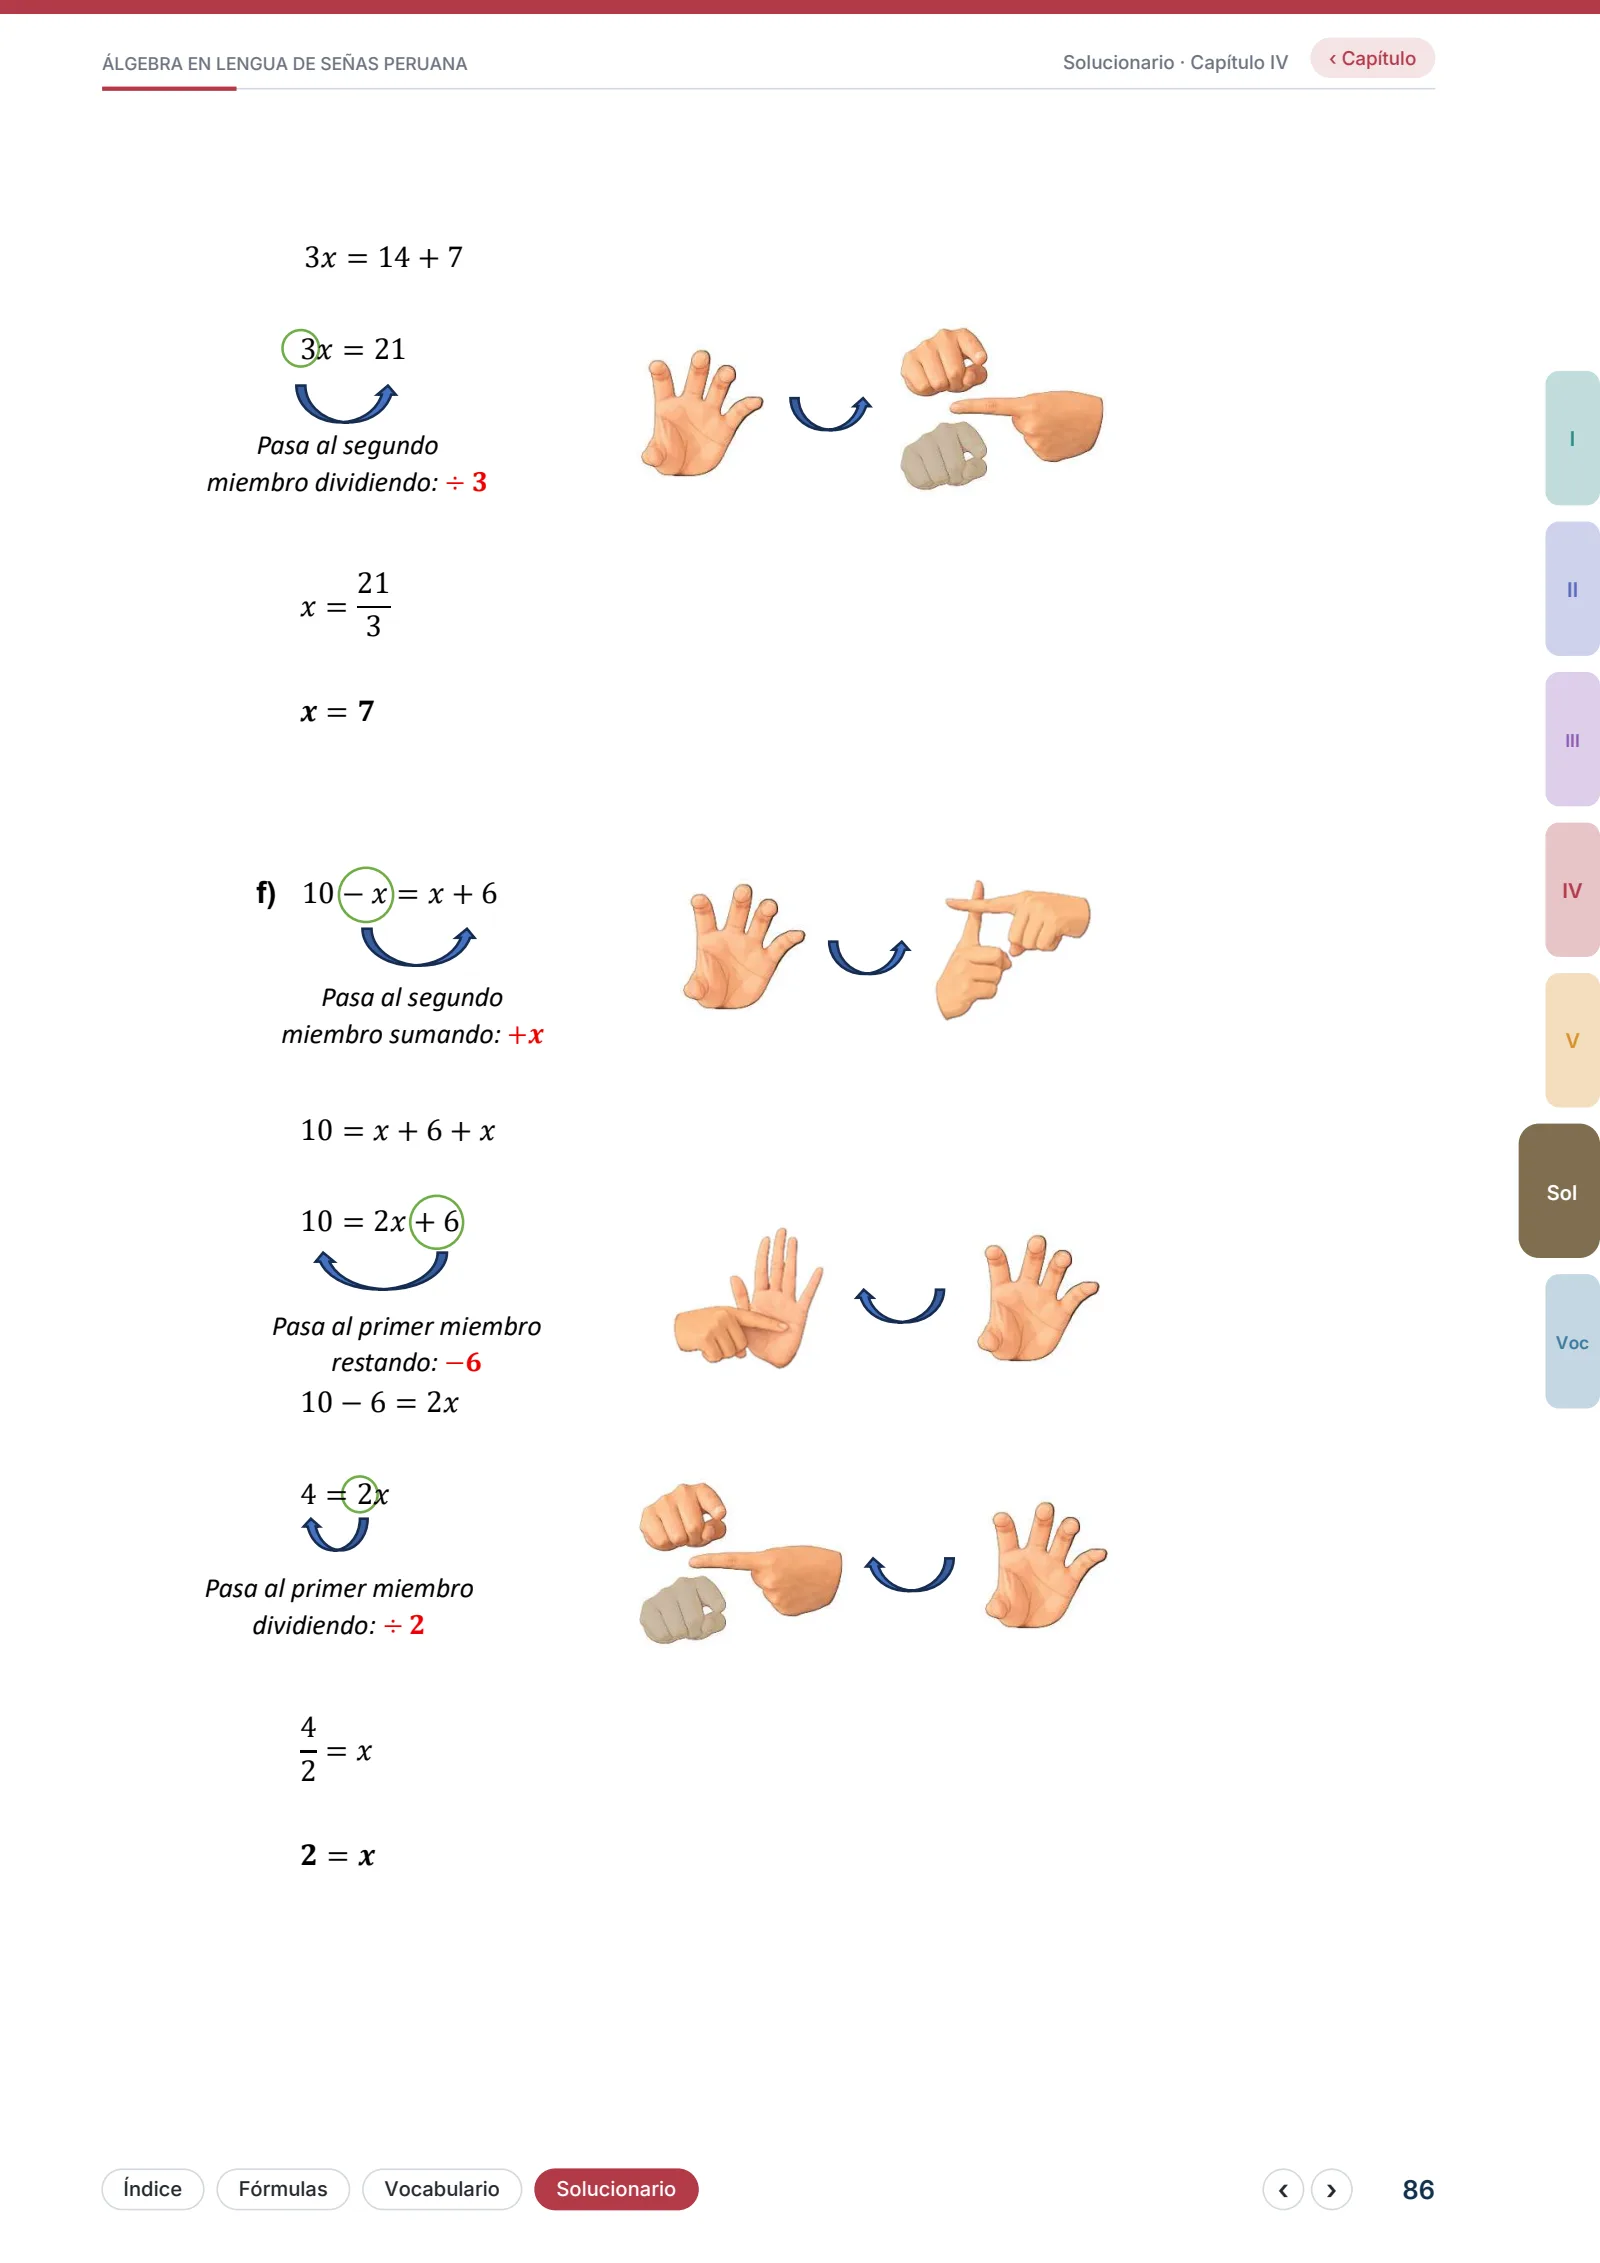 ÁLGEBRA EN LENGUA DE SEÑAS PERUANA
Solucionario · Capítulo IV
‹ Capítulo
3x = 14 + 7
3x = 21
Pasa al segundo
miembro dividiendo: ÷ 3
x = 21/3
x = 7
f) 10 − x = x + 6
Pasa al segundo
miembro sumando: +x
10 = x + 6 + x
10 = 2x + 6
Pasa al primer miembro
restando: −6
10 − 6 = 2x
4 = 2x
Pasa al primer miembro
dividiendo: ÷ 2
4/2 = x
2 = x
I
II
III
IV
V
Sol
Voc
Índice
Fórmulas
Vocabulario
Solucionario
‹
›
86